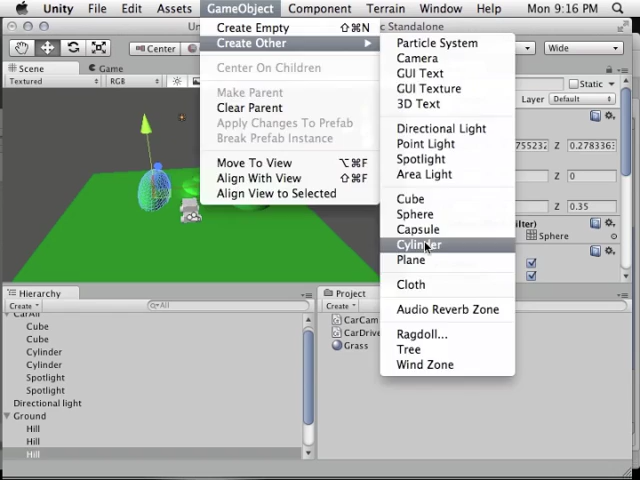 Unity File Edit Assets GameObject Component Terrain Window Help Mon 9:16 PM
Standalone
Create Empty ⇧⌘N
Create Other
Center On Children
Make Parent
Clear Parent
Apply Changes To Prefab
Break Prefab Instance
Move To View ⌥⌘F
Align With View ⇧⌘F
Align View to Selected
Particle System
Camera
GUI Text
GUI Texture
3D Text
Directional Light
Point Light
Spotlight
Area Light
Cube
Sphere
Capsule
Cylinder
Plane
Cloth
Audio Reverb Zone
Ragdoll...
Tree
Wind Zone
Center
Wide
Scene Game
Textured RGB
Static
Layer Default
Z 0.27833
Z 0
Z 0.35
Sphere
Hierarchy
Create All
CarAll
Cube
Cube
Cylinder
Cylinder
Spotlight
Spotlight
Directional light
Ground
Hill
Hill
Hill
Project
Create
CarCam
CarDrive
Grass